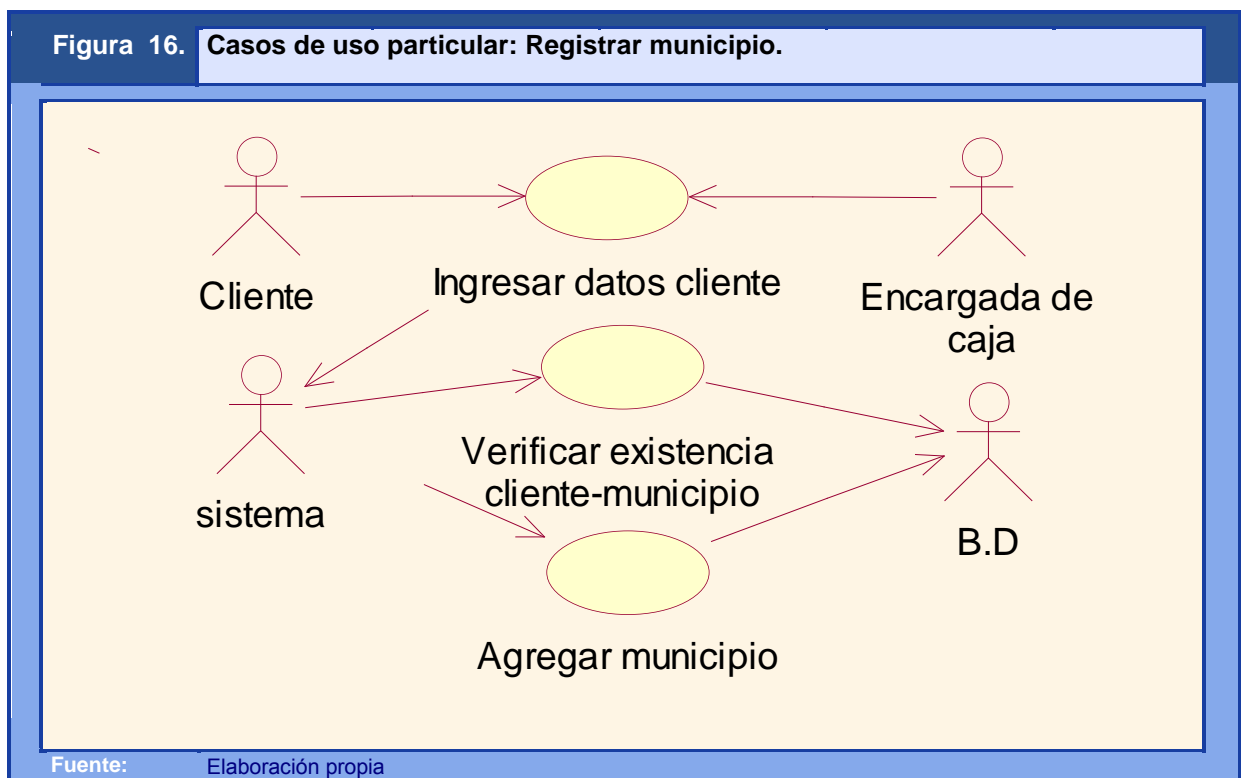 Figura 16. Casos de uso particular: Registrar municipio.
Cliente
Ingresar datos cliente
Encargada de
caja
sistema
Verificar existencia
cliente-municipio
B.D
Agregar municipio
Fuente: Elaboración propia